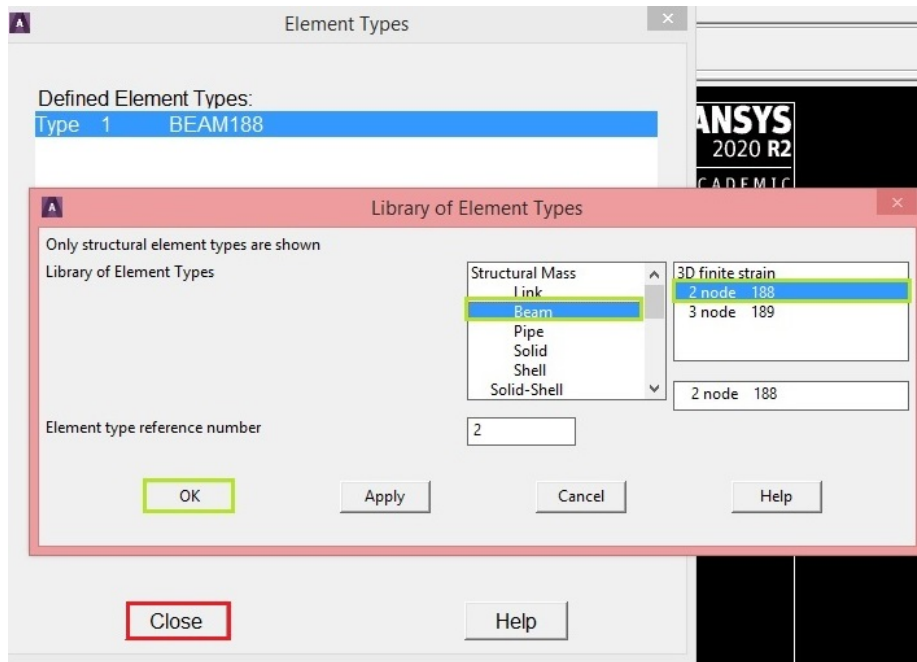 Element Types
Defined Element Types:
Type 1 BEAM188
ANSYS
2020 R2
ACADEMIC
Library of Element Types
Only structural element types are shown
Library of Element Types
Structural Mass
Link
Beam
Pipe
Solid
Shell
Solid-Shell
3D finite strain
2 node 188
3 node 189
2 node 188
Element type reference number
2
OK
Apply
Cancel
Help
Close
Help